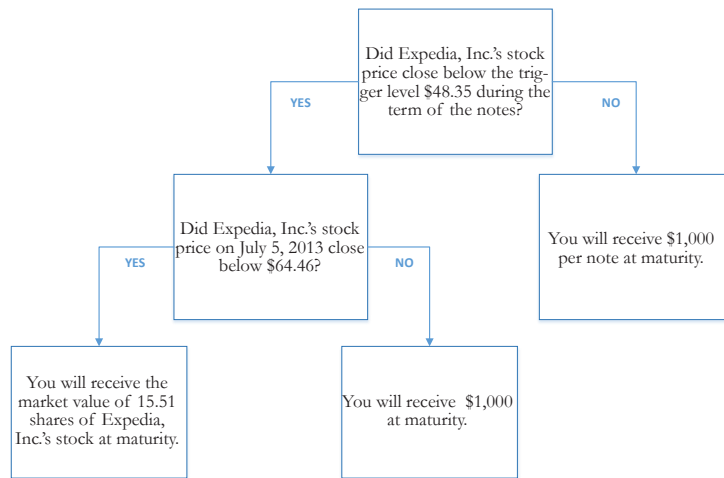 Did Expedia, Inc.'s stock
price close below the trig-
ger level $48.35 during the
term of the notes?
YES
NO
Did Expedia, Inc.'s stock
price on July 5, 2013 close
below $64.46?
You will receive $1,000
per note at maturity.
YES
NO
You will receive the
market value of 15.51
shares of Expedia,
Inc.'s stock at maturity.
You will receive $1,000
at maturity.